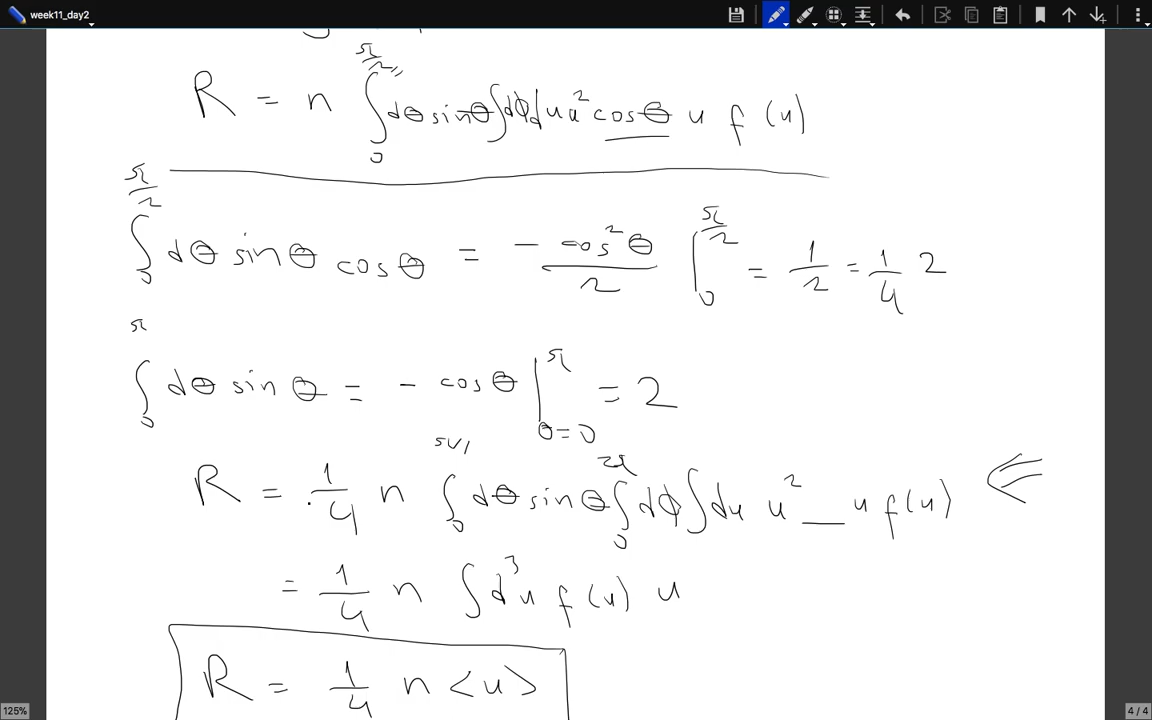 week11_day2
R = n ∫₀^{π/2} dθ sinθ ∫dϕ∫du u² cosθ u f(u)
∫₀^{π/2} dθ sinθ cosθ = - cos²θ/2 |₀^{π/2} = 1/2 = 1/4 2
∫₀^{π} dθ sinθ = - cosθ |_{θ=0}^{π} = 2
R = 1/4 n ∫₀ dθ sinθ ∫₀^{2π} dϕ ∫ du u² __ u f(u) ⇐
= 1/4 n ∫ d³u f(u) u
R = 1/4 n <u>
125%
4 / 4